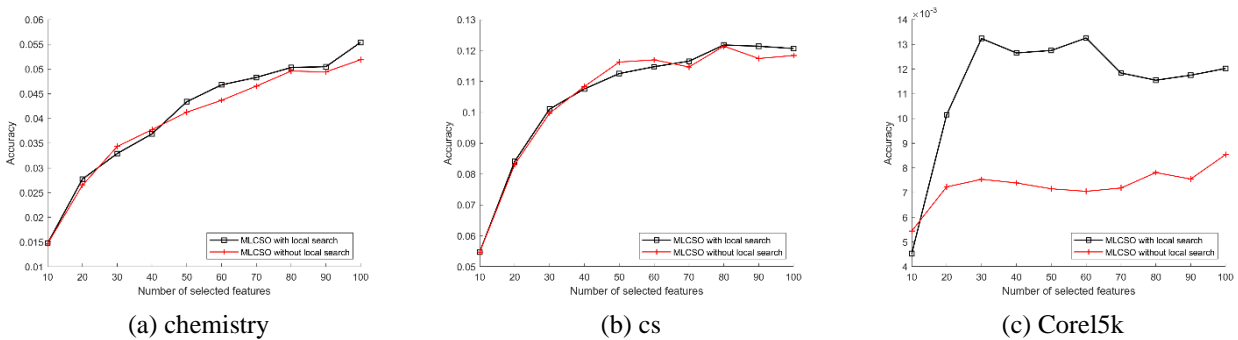 0.06
0.055
0.05
0.045
0.04
0.035
0.03
0.025
0.02
0.015
0.01
Accuracy
10 20 30 40 50 60 70 80 90 100
Number of selected features
MLCSO with local search
MLCSO without local search
(a) chemistry
0.13
0.12
0.11
0.1
0.09
0.08
0.07
0.06
0.05
Accuracy
10 20 30 40 50 60 70 80 90 100
Number of selected features
MLCSO with local search
MLCSO without local search
(b) cs
×10⁻³
14
13
12
11
10
9
8
7
6
5
4
Accuracy
10 20 30 40 50 60 70 80 90 100
Number of selected features
MLCSO with local search
MLCSO without local search
(c) Corel5k